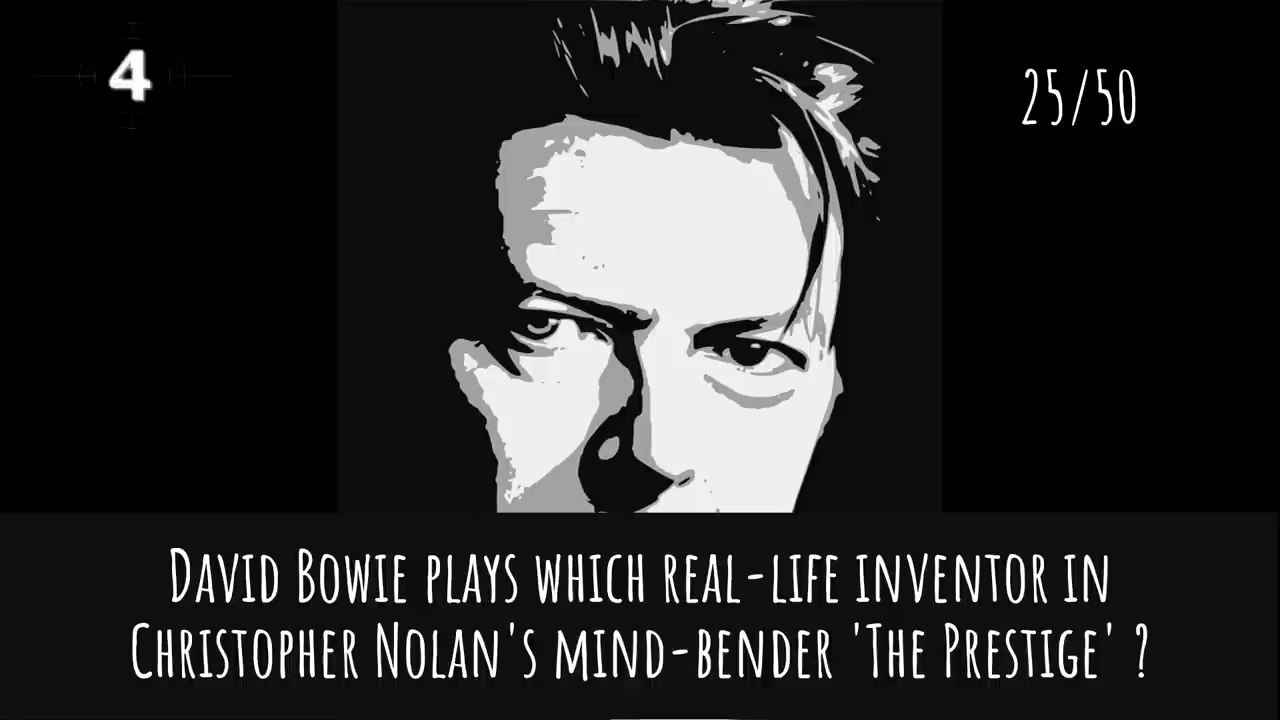 4
25/50
David Bowie plays which real-life inventor in
Christopher Nolan's mind-bender 'The Prestige' ?